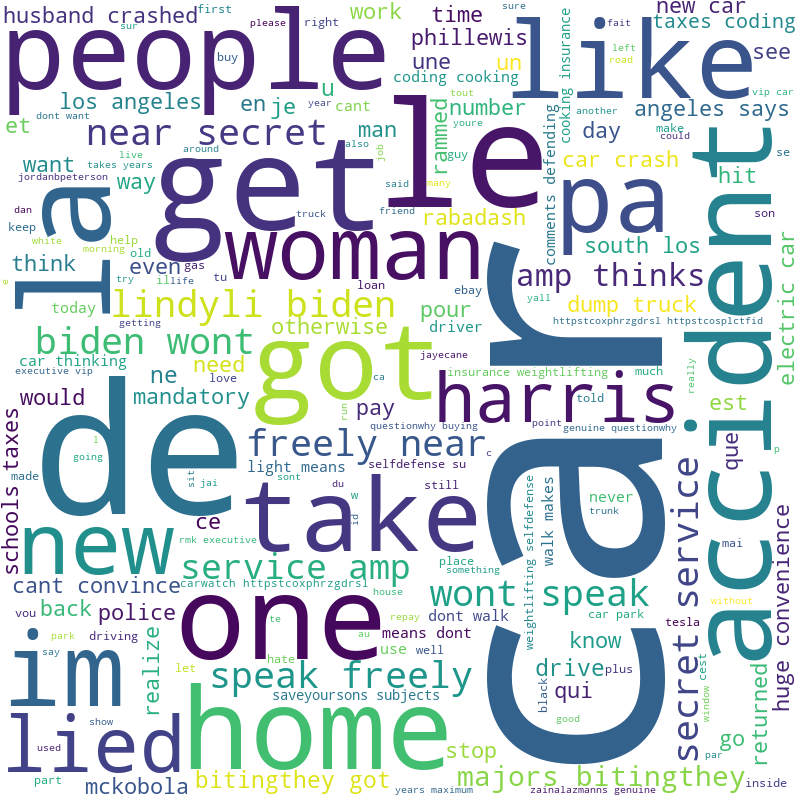 husband crashed
first
please
right
work
time
new car
taxes coding
people
like
sur
buy
phillewis
fait
left
road
see
los angeles
u
une
un
coding cooking
cooking insurance
vip car
tout
dont want
en
je
year
cant
number
another
angeles says
et
near secret
man
youre
rammed
day
make
could
want
takes years
live
around
also
job
guy
comments defending
car crash
se
jordanbeterson
way
get
le
said
many
pa
hit
accident
la
dan
truck
friend
rabadash
son
keep
white
morning
help
woman
south los
think
old
even
gas
tu
amp thinks
try
ill
life
loan
ebay
yall
today
lindyli biden
pour
dump truck
getting
otherwise
driver
httpstcoxphrzgdrsl httpstcosplctfid
electric car
biden wont
got
jayecane
car thinking
need
insurance weightlifting
much
really
executive vip
ne
love
ca
would
mandatory
run
pay
harris
told
est
de
questionwhy buying
point
genuine questionwhy
made
l
going
freely near
c
que
light means
selfdefense su
car
schools taxes
sit
jai
sont
du
still
w
id
never
trunk
p
new
take
ce
rmk executive
place
something
weightlifting selfdefense
walk makes
secret service
mai
huge convenience
service amp
cant convince
carwatch httpstcoxphrzgdrsl
house
wont speak
without
vou
back
police
one
te
repay
dont walk
car park
tesla
cest
im
park
driving
au
means dont
know
say
realize
hate
use
well
let
speak freely
drive
plus
returned
window
qui
black
saveyoursons subjects
lied
show
home
good
go
used
stop
par
part
mckobola
bitingthey got
years maximum
majors bitingthey
zainalazmanns genuine
inside